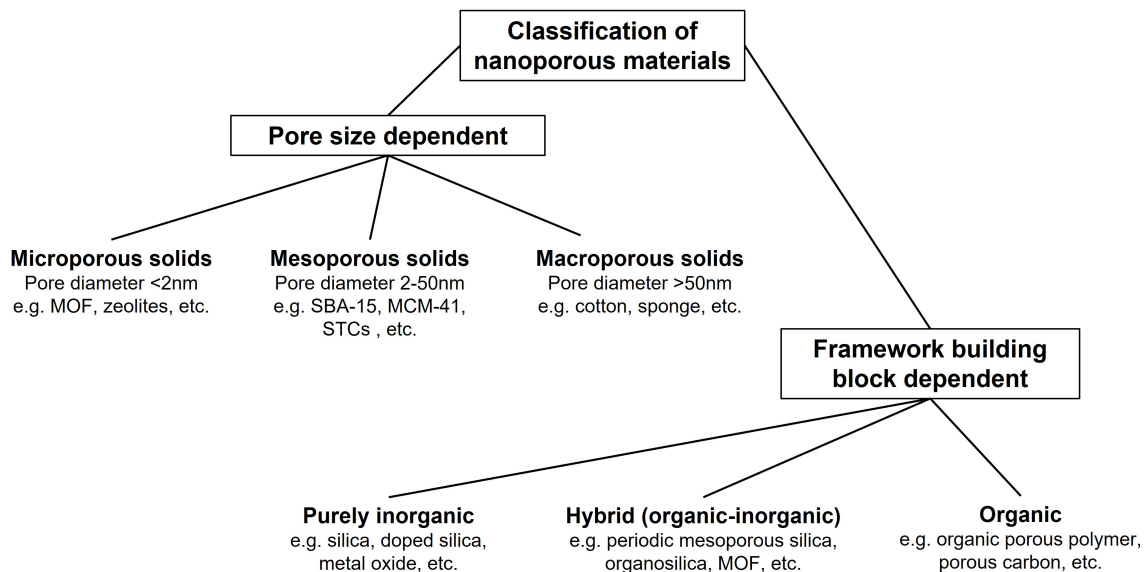 Classification of
nanoporous materials
Pore size dependent
Microporous solids
Pore diameter <2nm
e.g. MOF, zeolites, etc.
Mesoporous solids
Pore diameter 2-50nm
e.g. SBA-15, MCM-41,
STCs , etc.
Macroporous solids
Pore diameter >50nm
e.g. cotton, sponge, etc.
Framework building
block dependent
Purely inorganic
e.g. silica, doped silica,
metal oxide, etc.
Hybrid (organic-inorganic)
e.g. periodic mesoporous silica,
organosilica, MOF, etc.
Organic
e.g. organic porous polymer,
porous carbon, etc.